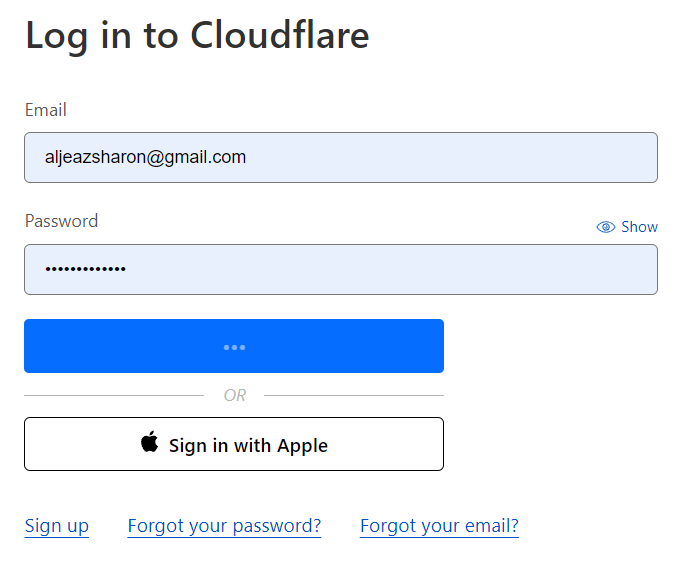 Log in to Cloudflare
Email
aljeazsharon@gmail.com
Password
Show
•••••••••••••
•••
OR
Sign in with Apple
Sign up Forgot your password? Forgot your email?